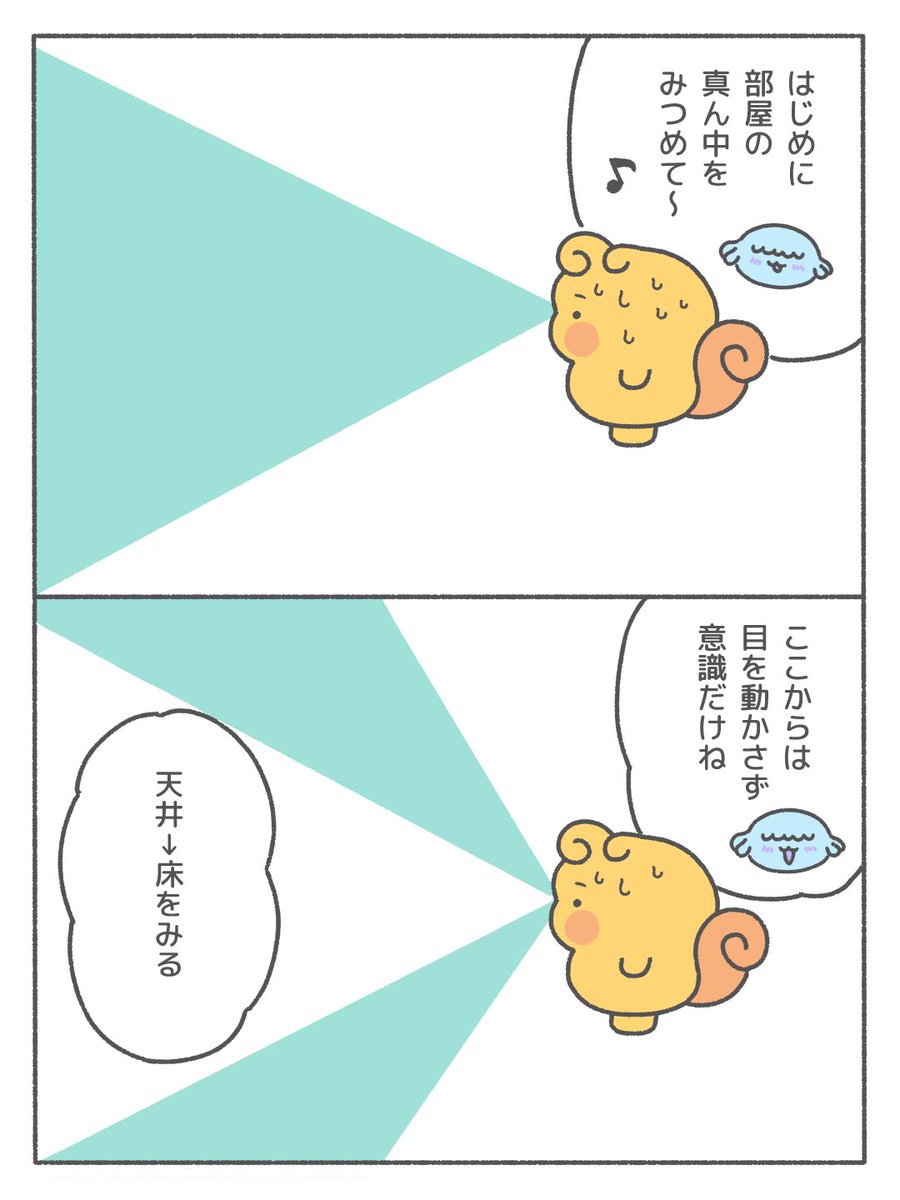 はじめに
部屋の
真ん中を
みつめて〜
♪
ここからは
目を動かさず
意識だけね
天井→床をみる